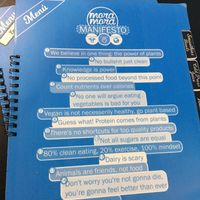 Menu
mora
mora
MANIFESTO
We believe in one thing: the power of plants
No bullshit just clean
Knowledge is power
No processed food beyond this point
Count nutrients over calories
No one will argue eating
vegetables is bad for you
Vegan is not necessarily healthy, go plant based
Guess what! Protein comes from plants
There's no shortcuts for top quality products
Not all sugars are equal
80% clean eating, 20% exercise, 100% mindset
Dairy is scary
Animals are friends, not food
Don't worry you're not gonna die,
you're gonna feel better than ever